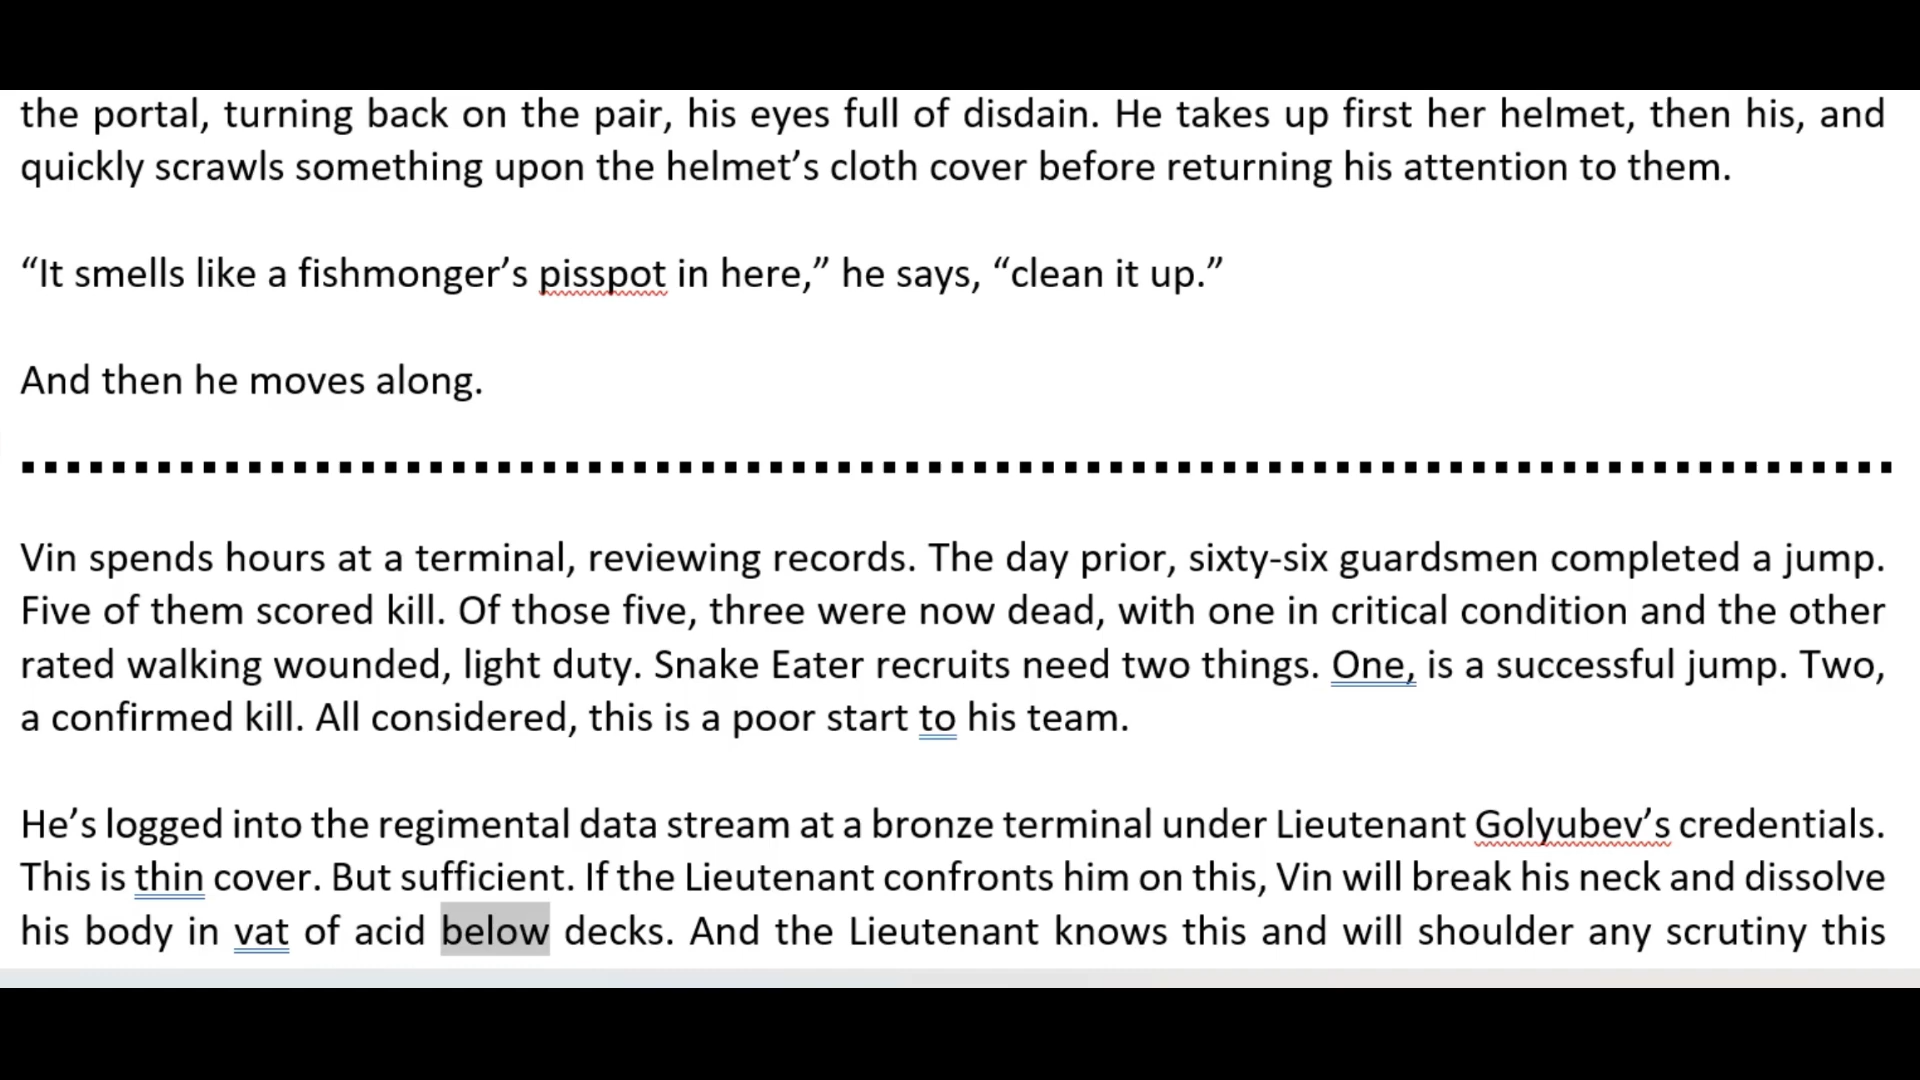 the portal, turning back on the pair, his eyes full of disdain. He takes up first her helmet, then his, and
quickly scrawls something upon the helmet’s cloth cover before returning his attention to them.
“It smells like a fishmonger’s pisspot in here,” he says, “clean it up.”
And then he moves along.
Vin spends hours at a terminal, reviewing records. The day prior, sixty-six guardsmen completed a jump.
Five of them scored kill. Of those five, three were now dead, with one in critical condition and the other
rated walking wounded, light duty. Snake Eater recruits need two things. One, is a successful jump. Two,
a confirmed kill. All considered, this is a poor start to his team.
He’s logged into the regimental data stream at a bronze terminal under Lieutenant Golyubev’s credentials.
This is thin cover. But sufficient. If the Lieutenant confronts him on this, Vin will break his neck and dissolve
his body in vat of acid below decks. And the Lieutenant knows this and will shoulder any scrutiny this